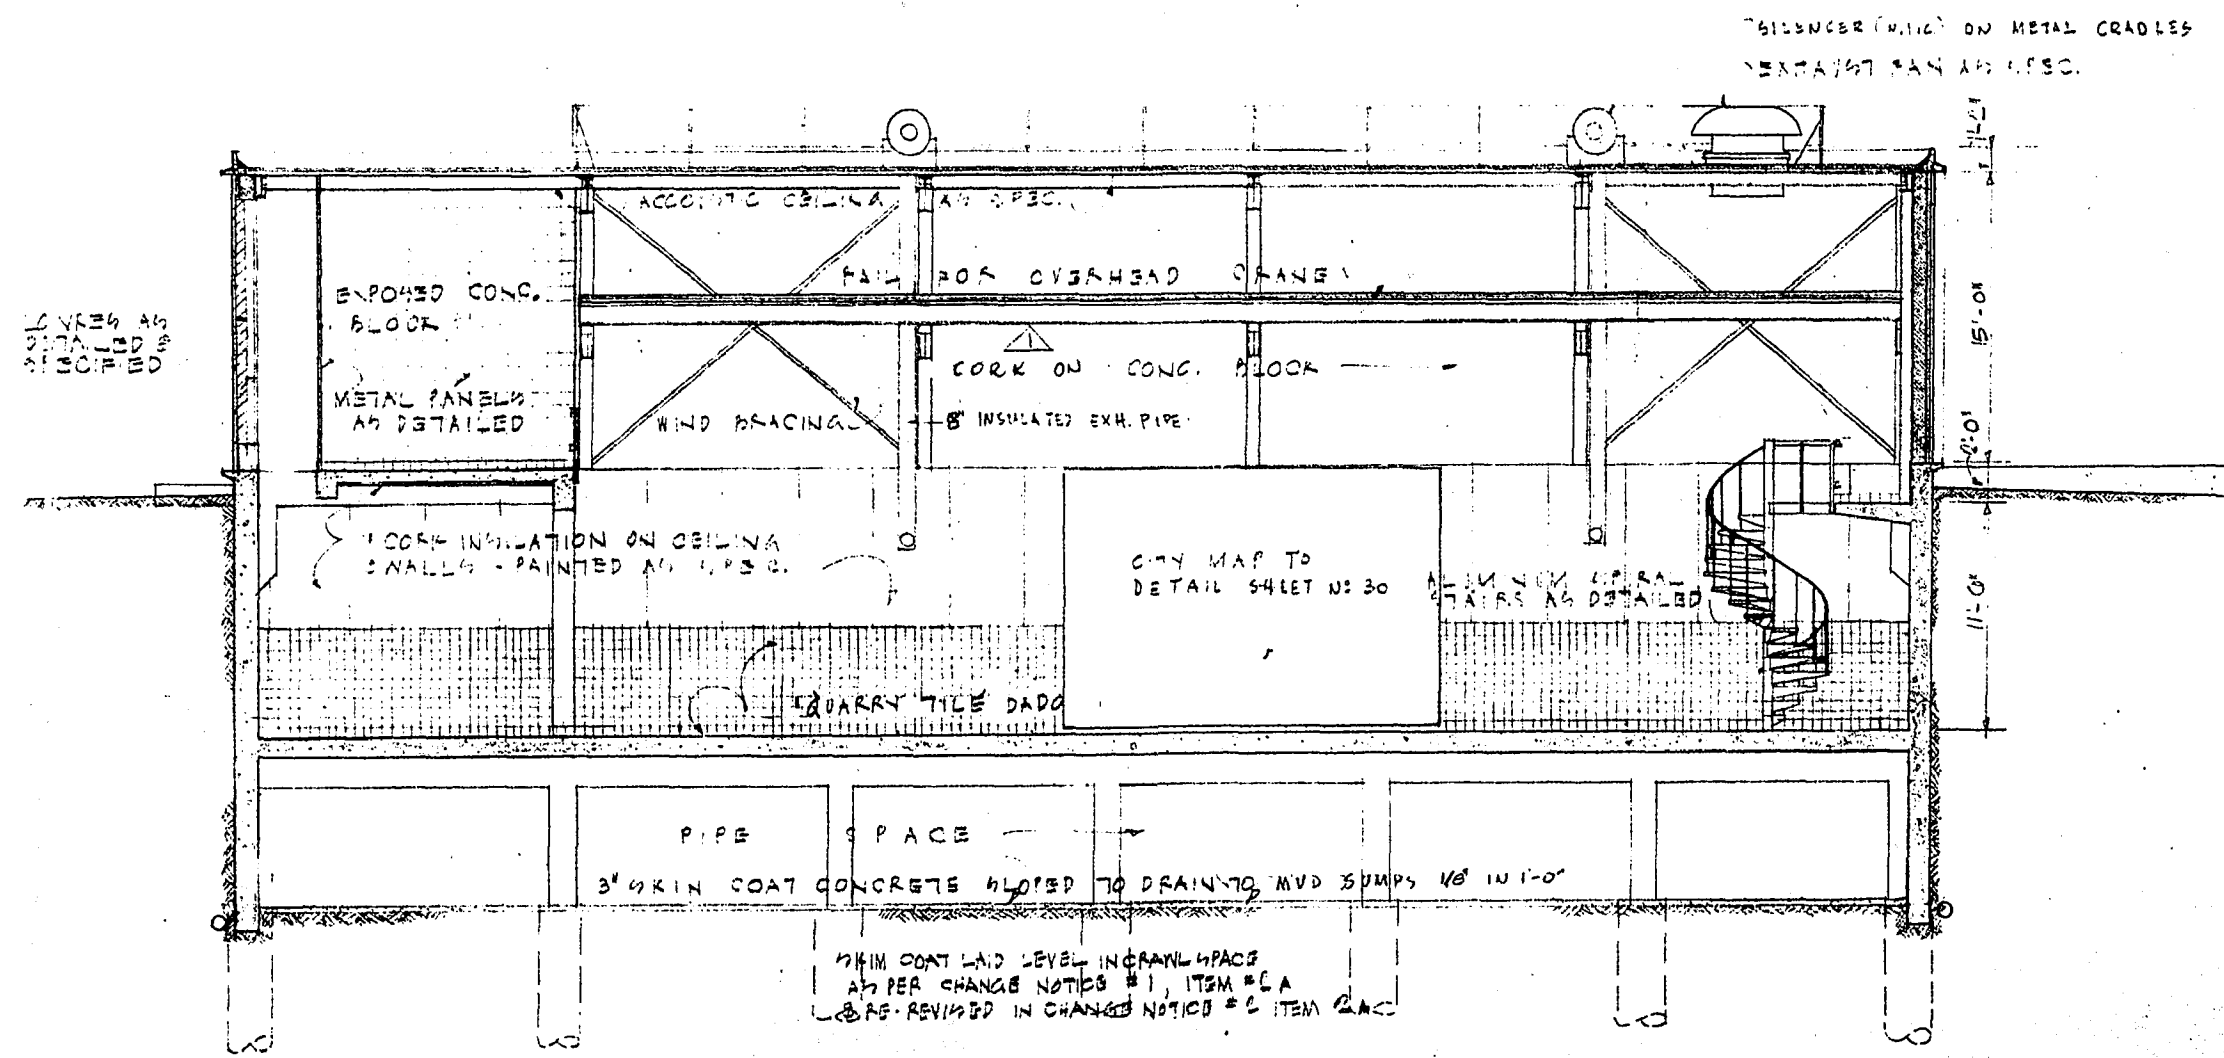 SILENCER (N.I.C) ON METAL CRADLES
EXHAUST FAN AS SPEC.
1'-2"
ACCOUSTIC CEILING AS SPEC.
RAIL FOR OVERHEAD CRANE
EXPOSED CONC.
BLOCK
LOUVRES AS
DETAILED &
SPECIFIED
15'-0"
1
CORK ON CONC. BLOCK
METAL PANELS
AS DETAILED
WIND BRACING
8" INSULATED EXH. PIPE
2'-0"
1" CORK INSULATION ON CEILING
& WALLS - PAINTED AS SPEC.
CITY MAP TO
DETAIL SHEET Nº 30
ALUMINUM SPIRAL
STAIRS AS DETAILED
11'-0"
QUARRY TILE DADO
PIPE SPACE
3" SKIN COAT CONCRETE SLOPED TO DRAIN TO MUD SUMPS 1/8" IN 1'-0"
SKIM COAT LAID LEVEL IN CRAWL SPACE
AS PER CHANGE NOTICE #1, ITEM
& RE-REVISED IN CHANGE NOTICE # 2 ITEM